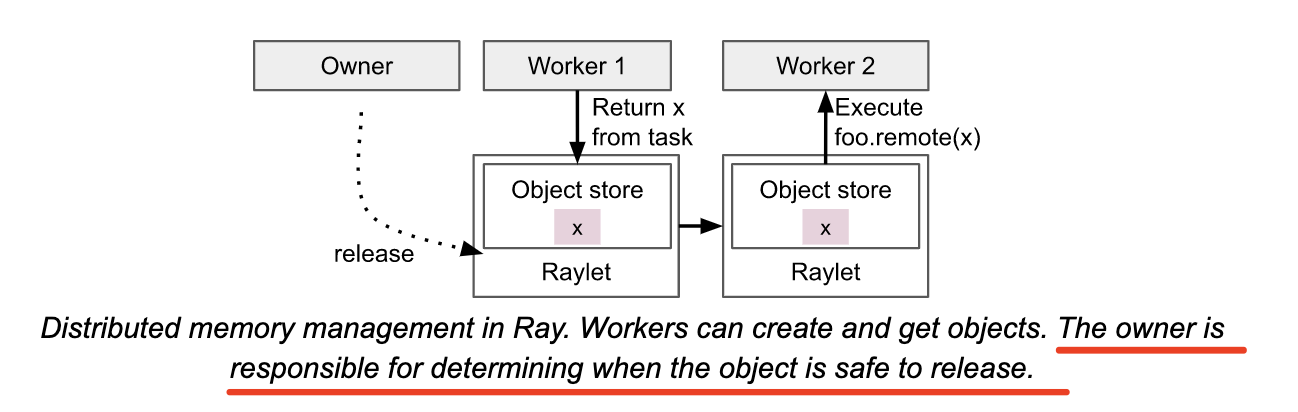 Owner
Worker 1
Worker 2
Return x
from task
Execute
foo.remote(x)
Object store
x
Raylet
Object store
x
Raylet
release
Distributed memory management in Ray. Workers can create and get objects. The owner is
responsible for determining when the object is safe to release.